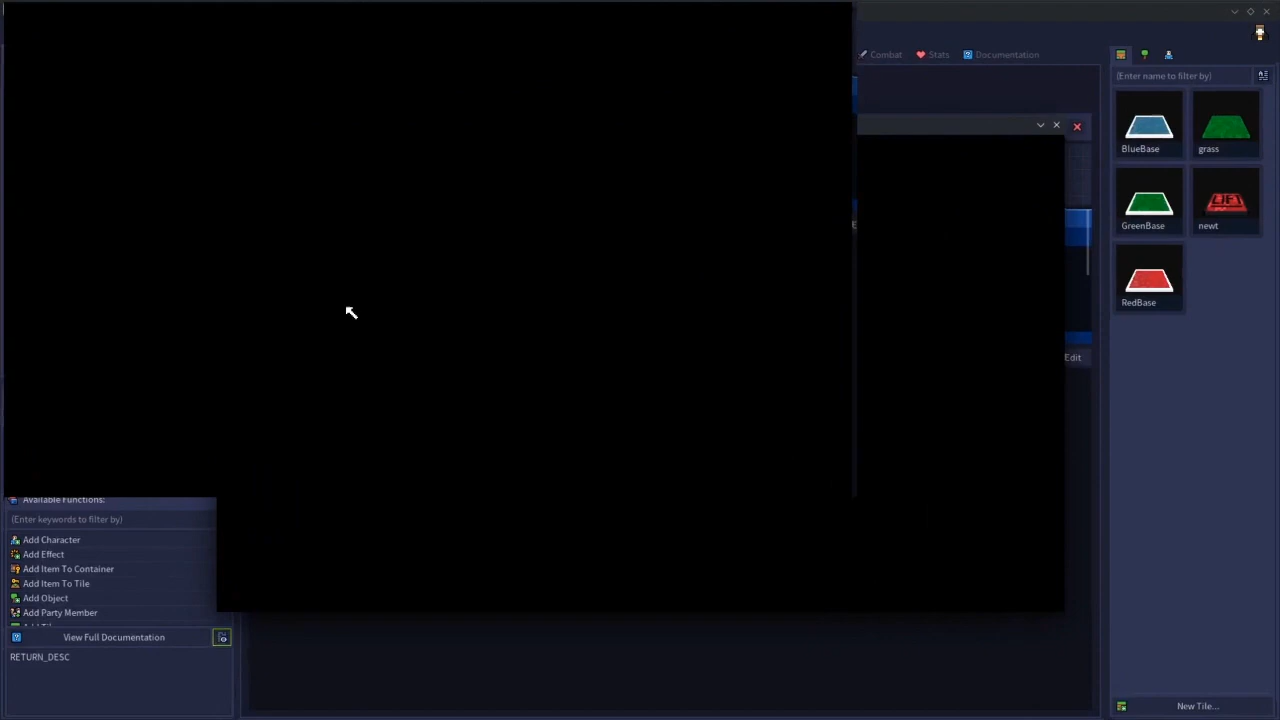 Combat
Stats
Documentation
(Enter name to filter by)
BlueBase
grass
GreenBase
LIFT
newt
RedBase
Edit
Available Functions:
(Enter keywords to filter by)
Add Character
Add Effect
Add Item To Container
Add Item To Tile
Add Object
Add Party Member
View Full Documentation
RETURN_DESC
New Tile...